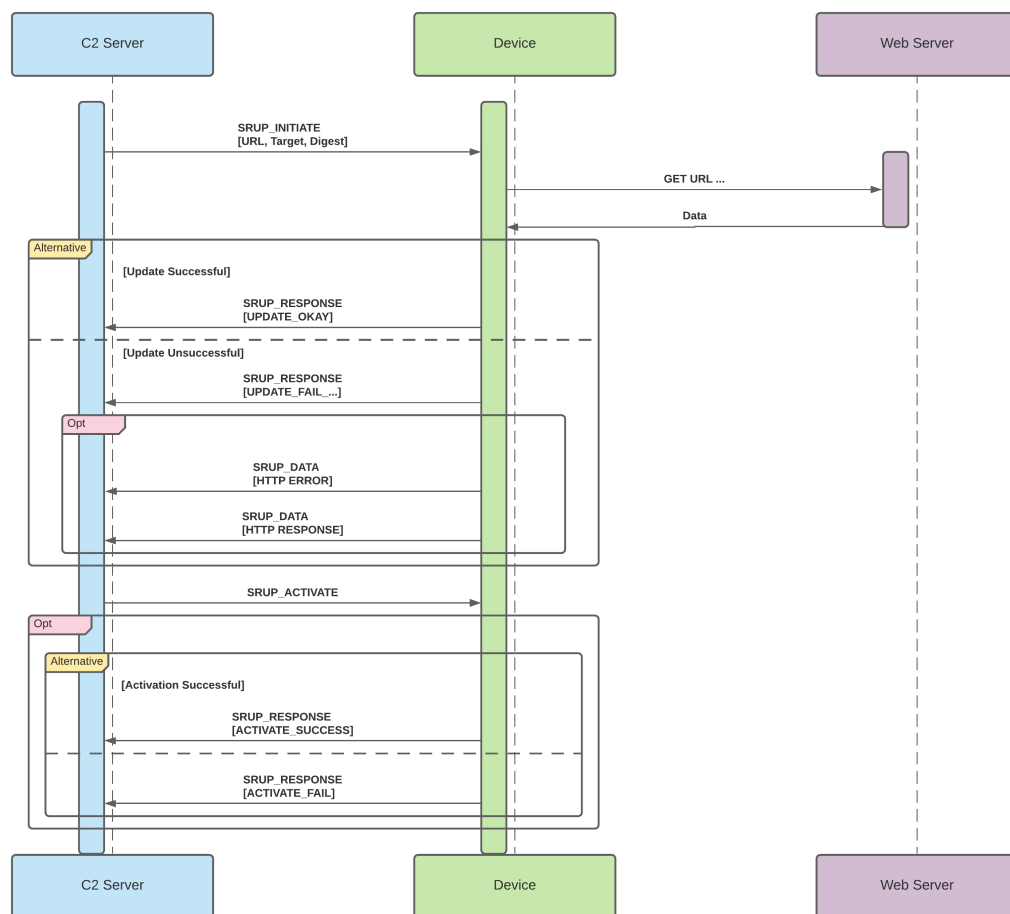 C2 Server
Device
Web Server
SRUP_INITIATE
[URL, Target, Digest]
GET URL ...
Data
Alternative
[Update Successful]
SRUP_RESPONSE
[UPDATE_OKAY]
[Update Unsuccessful]
SRUP_RESPONSE
[UPDATE_FAIL_...]
Opt
SRUP_DATA
[HTTP ERROR]
SRUP_DATA
[HTTP RESPONSE]
SRUP_ACTIVATE
Opt
Alternative
[Activation Successful]
SRUP_RESPONSE
[ACTIVATE_SUCCESS]
SRUP_RESPONSE
[ACTIVATE_FAIL]
C2 Server
Device
Web Server